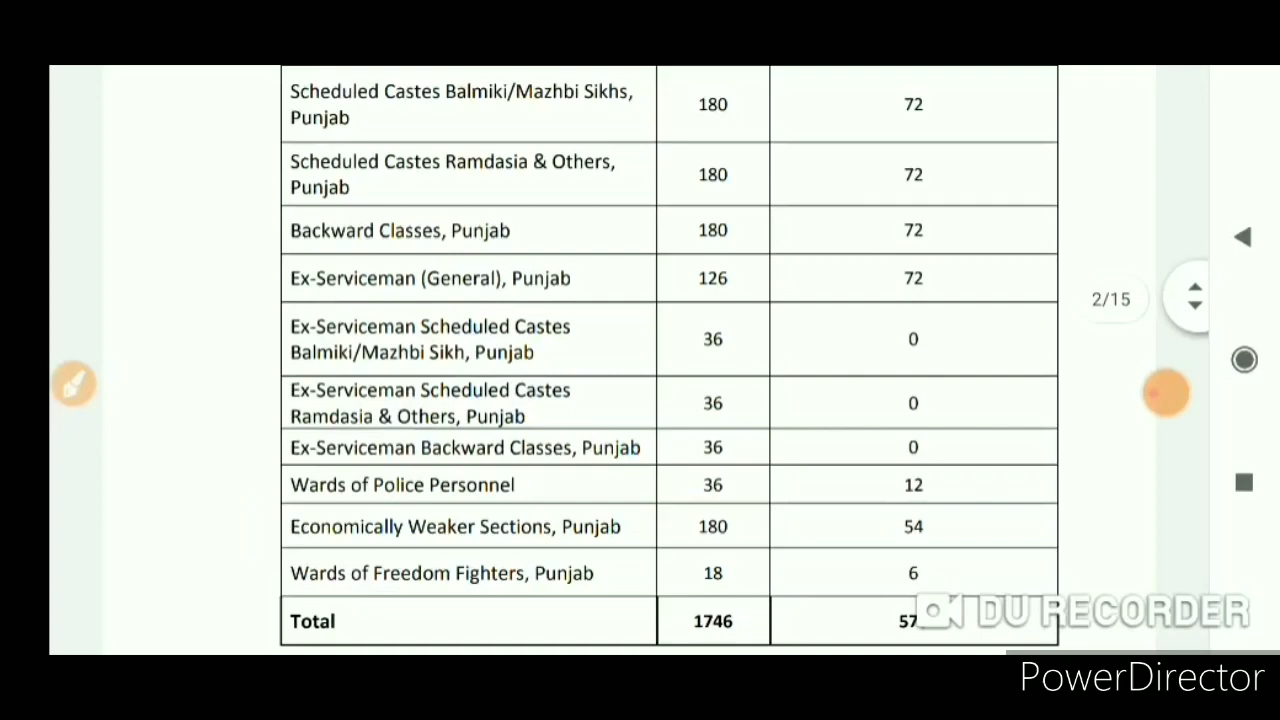 Scheduled Castes Balmiki/Mazhbi Sikhs, Punjab 180 72
Scheduled Castes Ramdasia & Others, Punjab 180 72
Backward Classes, Punjab 180 72
Ex-Serviceman (General), Punjab 126 72
Ex-Serviceman Scheduled Castes Balmiki/Mazhbi Sikh, Punjab 36 0
Ex-Serviceman Scheduled Castes Ramdasia & Others, Punjab 36 0
Ex-Serviceman Backward Classes, Punjab 36 0
Wards of Police Personnel 36 12
Economically Weaker Sections, Punjab 180 54
Wards of Freedom Fighters, Punjab 18 6
Total 1746
2/15
DU RECORDER
PowerDirector